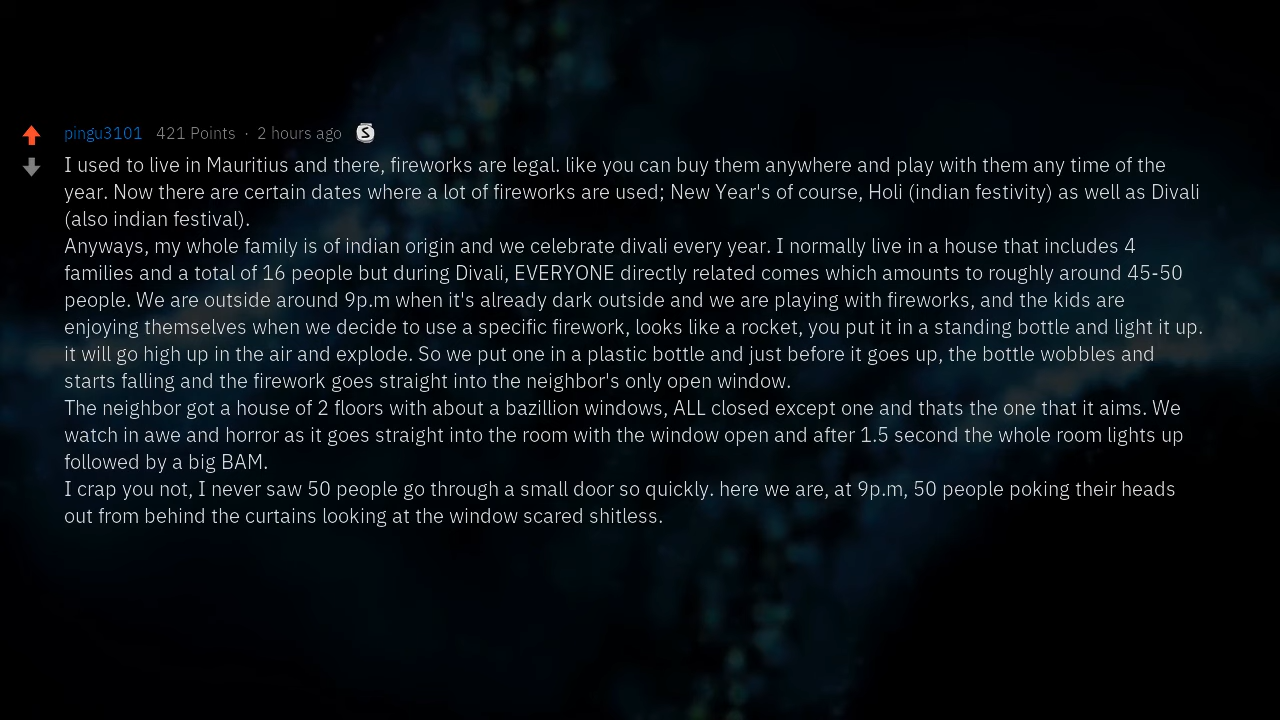 pingu3101 421 Points · 2 hours ago S
I used to live in Mauritius and there, fireworks are legal. like you can buy them anywhere and play with them any time of the
year. Now there are certain dates where a lot of fireworks are used; New Year's of course, Holi (indian festivity) as well as Divali
(also indian festival).
Anyways, my whole family is of indian origin and we celebrate divali every year. I normally live in a house that includes 4
families and a total of 16 people but during Divali, EVERYONE directly related comes which amounts to roughly around 45-50
people. We are outside around 9p.m when it's already dark outside and we are playing with fireworks, and the kids are
enjoying themselves when we decide to use a specific firework, looks like a rocket, you put it in a standing bottle and light it up.
it will go high up in the air and explode. So we put one in a plastic bottle and just before it goes up, the bottle wobbles and
starts falling and the firework goes straight into the neighbor's only open window.
The neighbor got a house of 2 floors with about a bazillion windows, ALL closed except one and thats the one that it aims. We
watch in awe and horror as it goes straight into the room with the window open and after 1.5 second the whole room lights up
followed by a big BAM.
I crap you not, I never saw 50 people go through a small door so quickly. here we are, at 9p.m, 50 people poking their heads
out from behind the curtains looking at the window scared shitless.